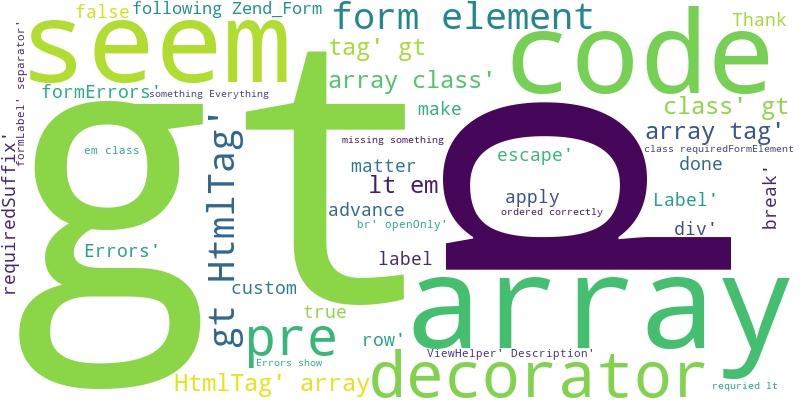 false
following Zend_Form
form element
Thank
seem
code
separator'
tag' gt
array class'
formErrors'
something Everything
make
class' gt
gt
p
requiredSuffix'
formLabel'
HtmlTag'
em class
missing something
array tag'
class requiredFormElement
escape'
matter
done
lt em
apply
Label'
advance
ordered correctly
br' openOnly'
div'
break'
Errors'
label
custom
array
true
gt
pre
row'
Errors show
ViewHelper' Description'
HtmlTag' array
decorator
requried lt